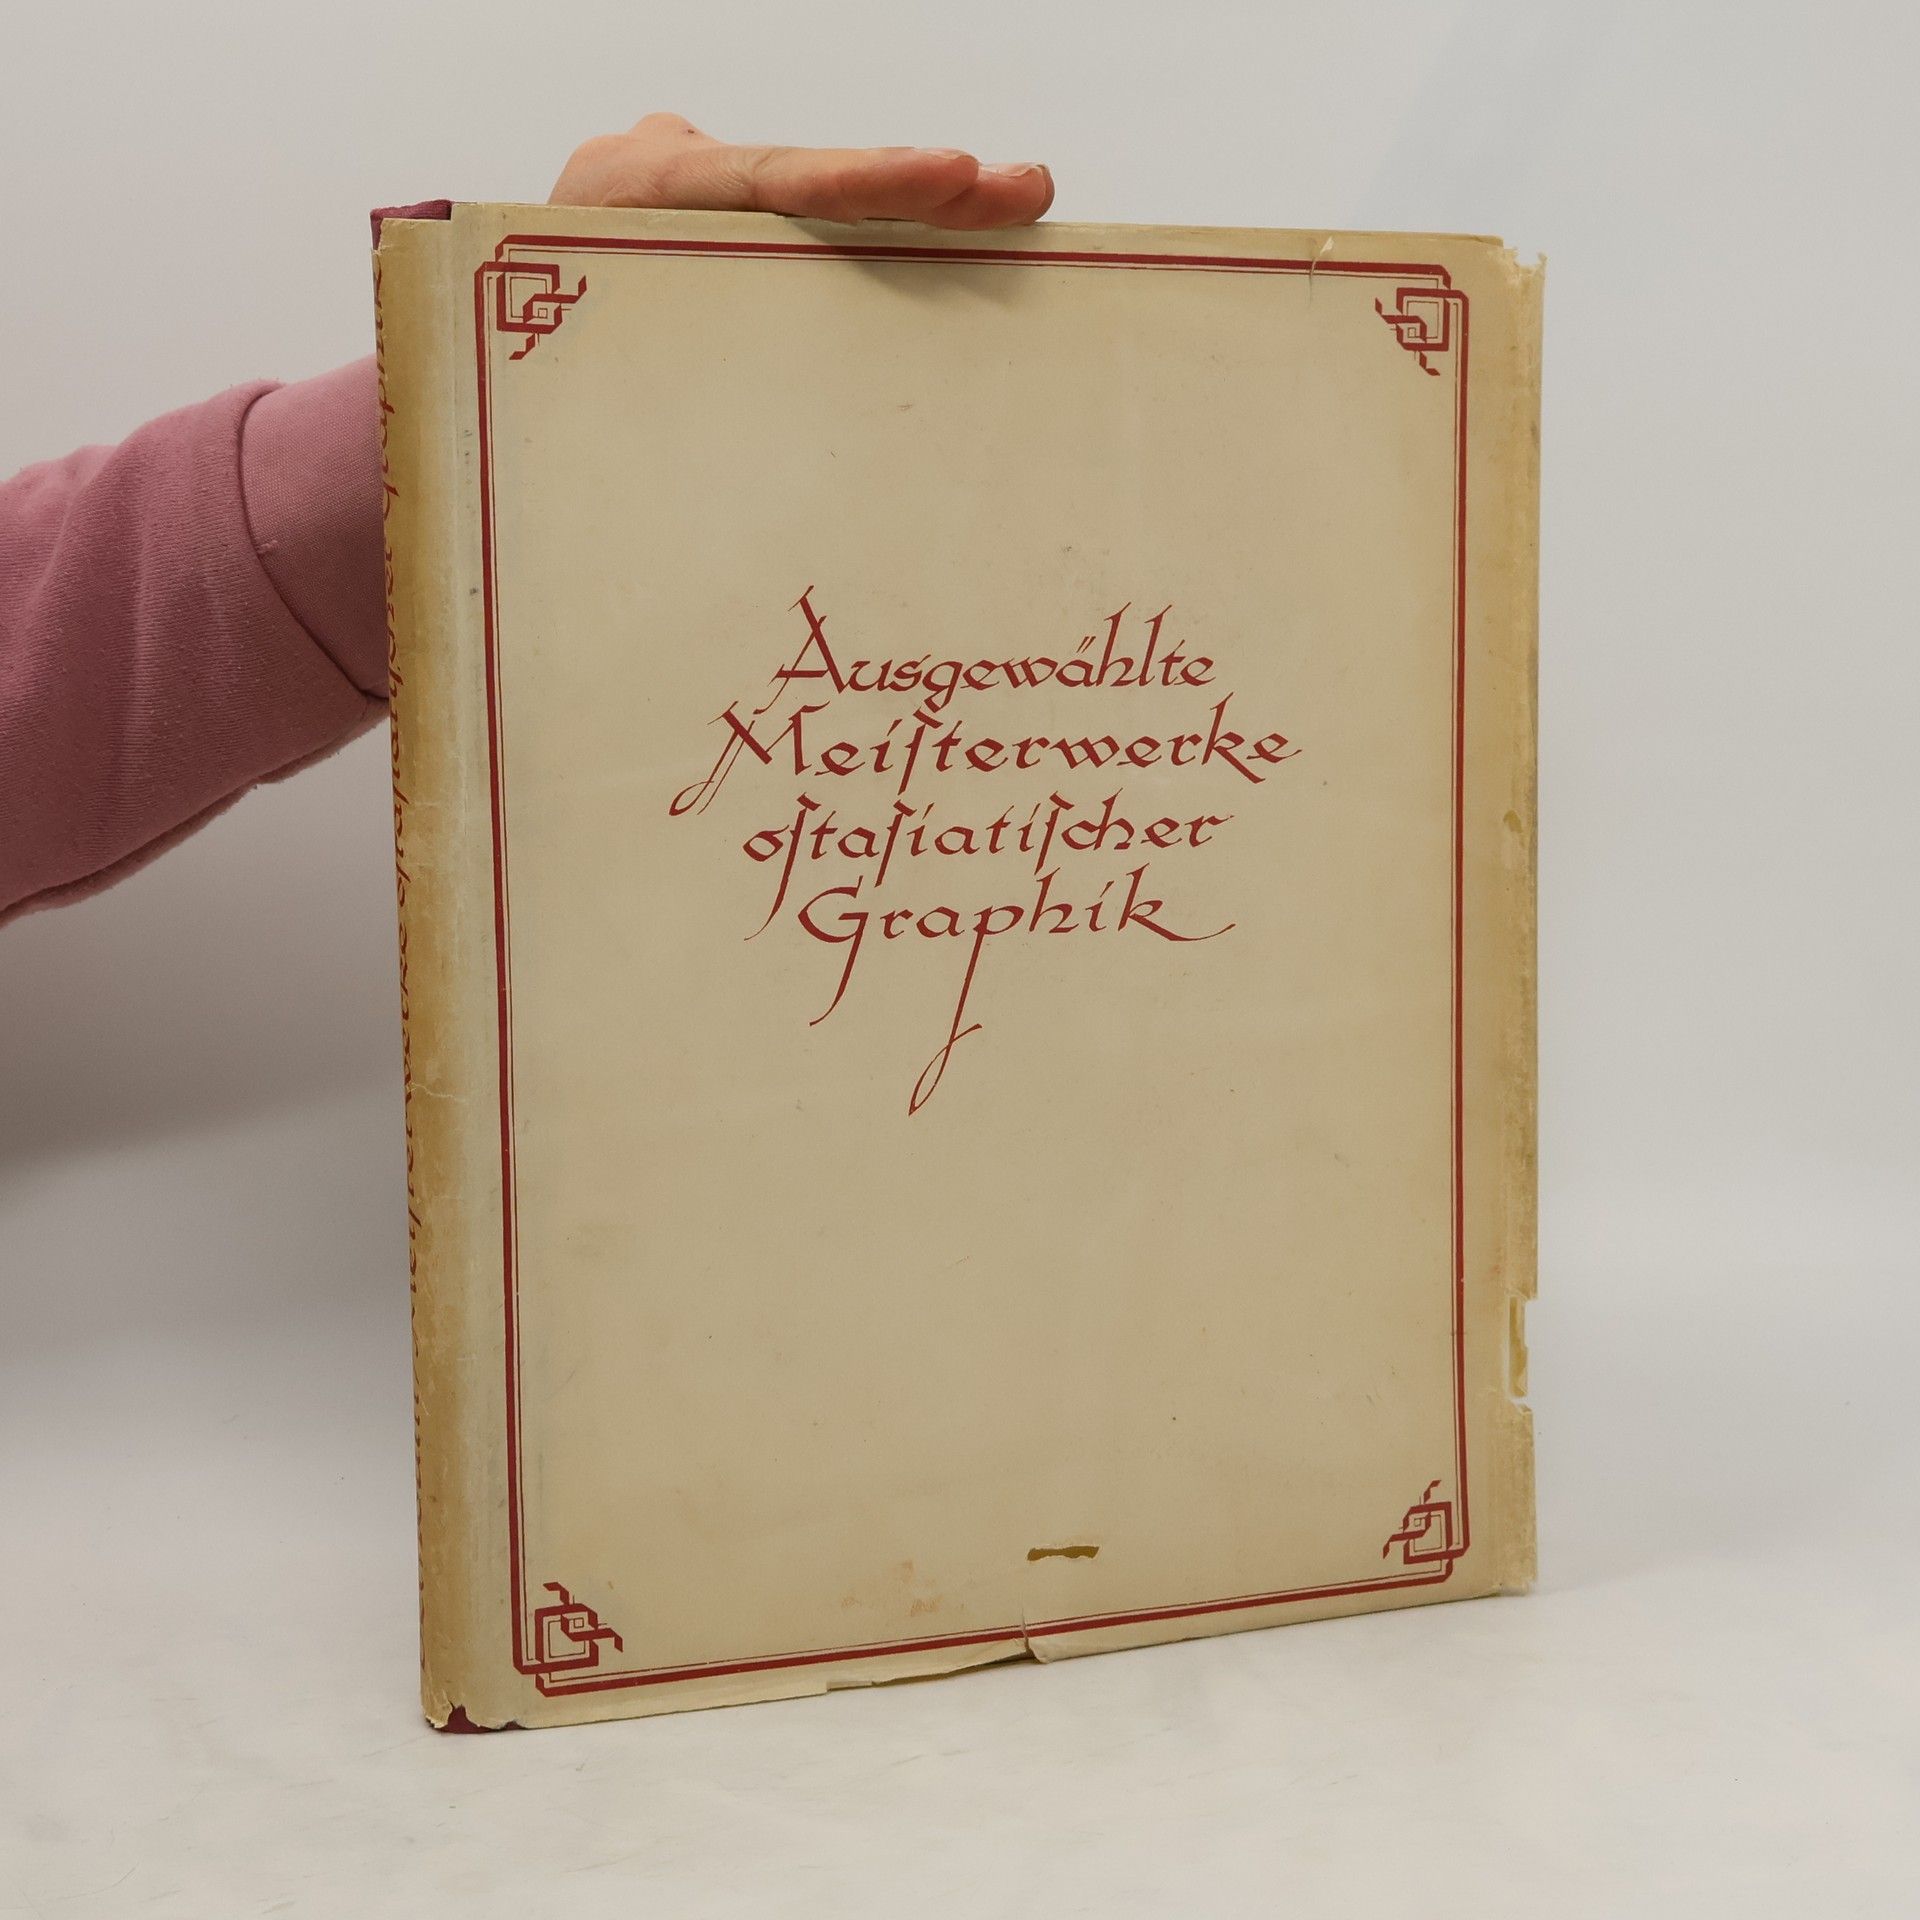 Ausgewählte
Meiſterwerke
oſtaſiatiſcher
Graphik